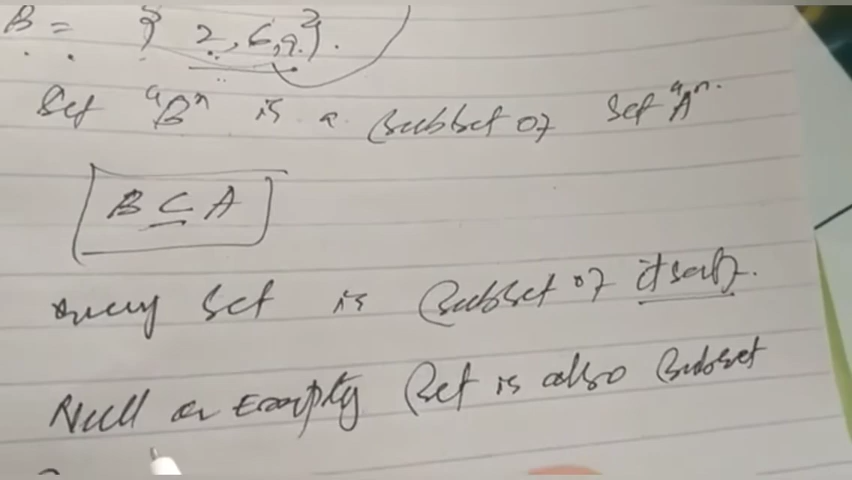 B = { 2, 6, 9 }.
Set "B" is a subset of set "A".
B ⊆ A
Every set is subset of itself.
Null or Empty set is also subset